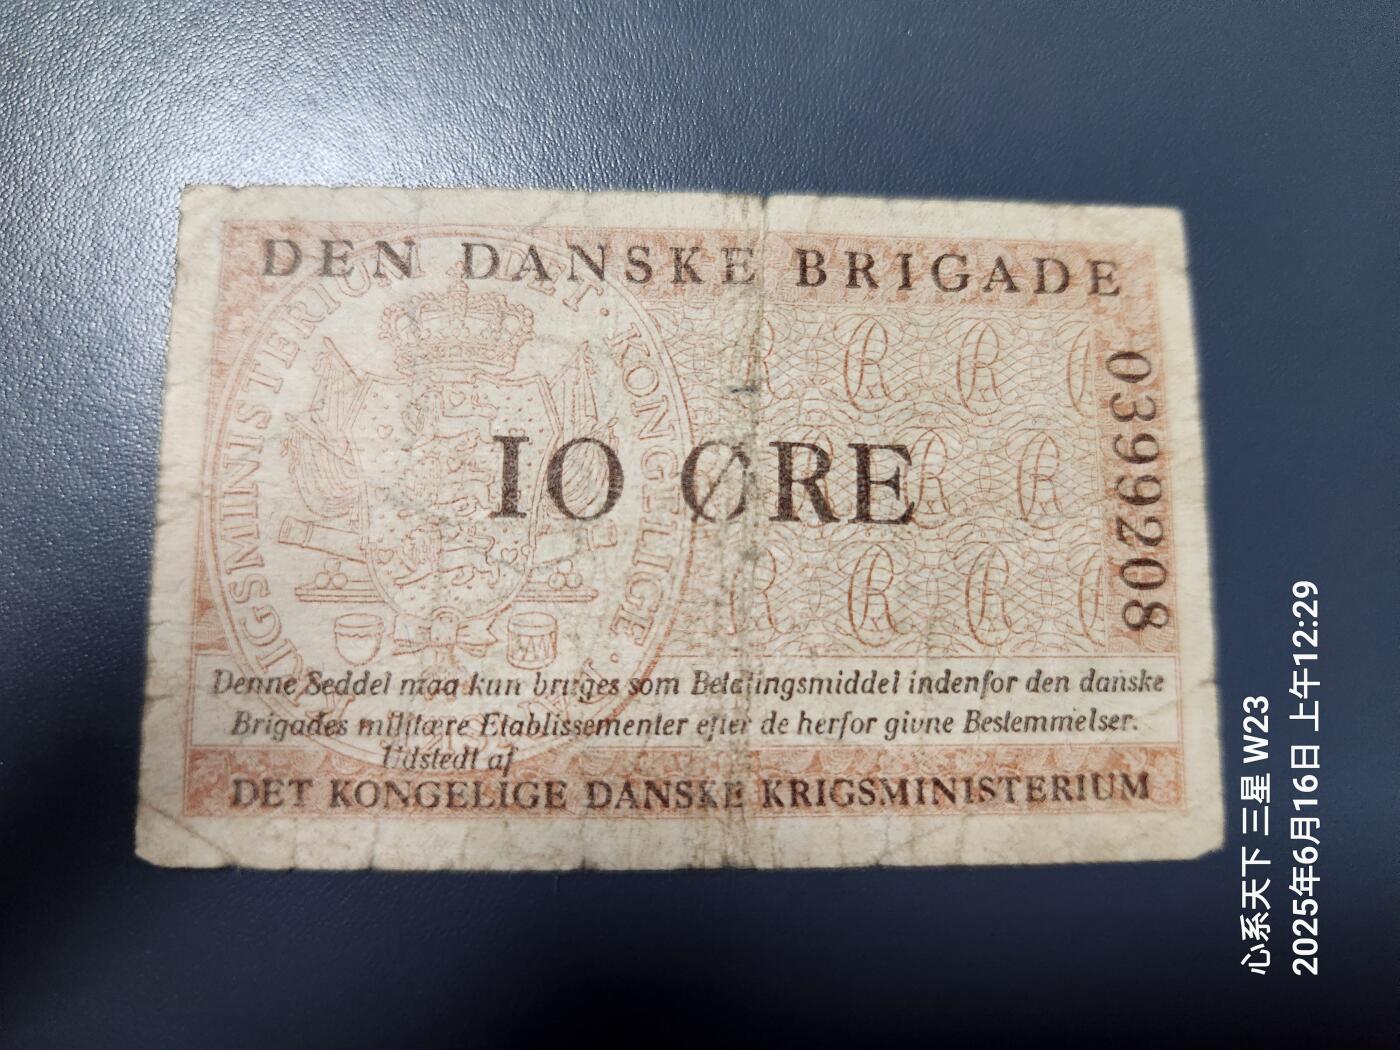 DEN DANSKE BRIGADE
KRIGSMINISTERIUM · DET · KONGELIGE ·
10 ØRE
0399208
Denne Seddel maa kun bruges som Betalingsmiddel indenfor den danske
Brigades militære Etablissementer efter de herfor givne Bestemmelser.
Udstedt af
DET KONGELIGE DANSKE KRIGSMINISTERIUM
心系天下 三星 W23
2025年6月16日 上午12:29